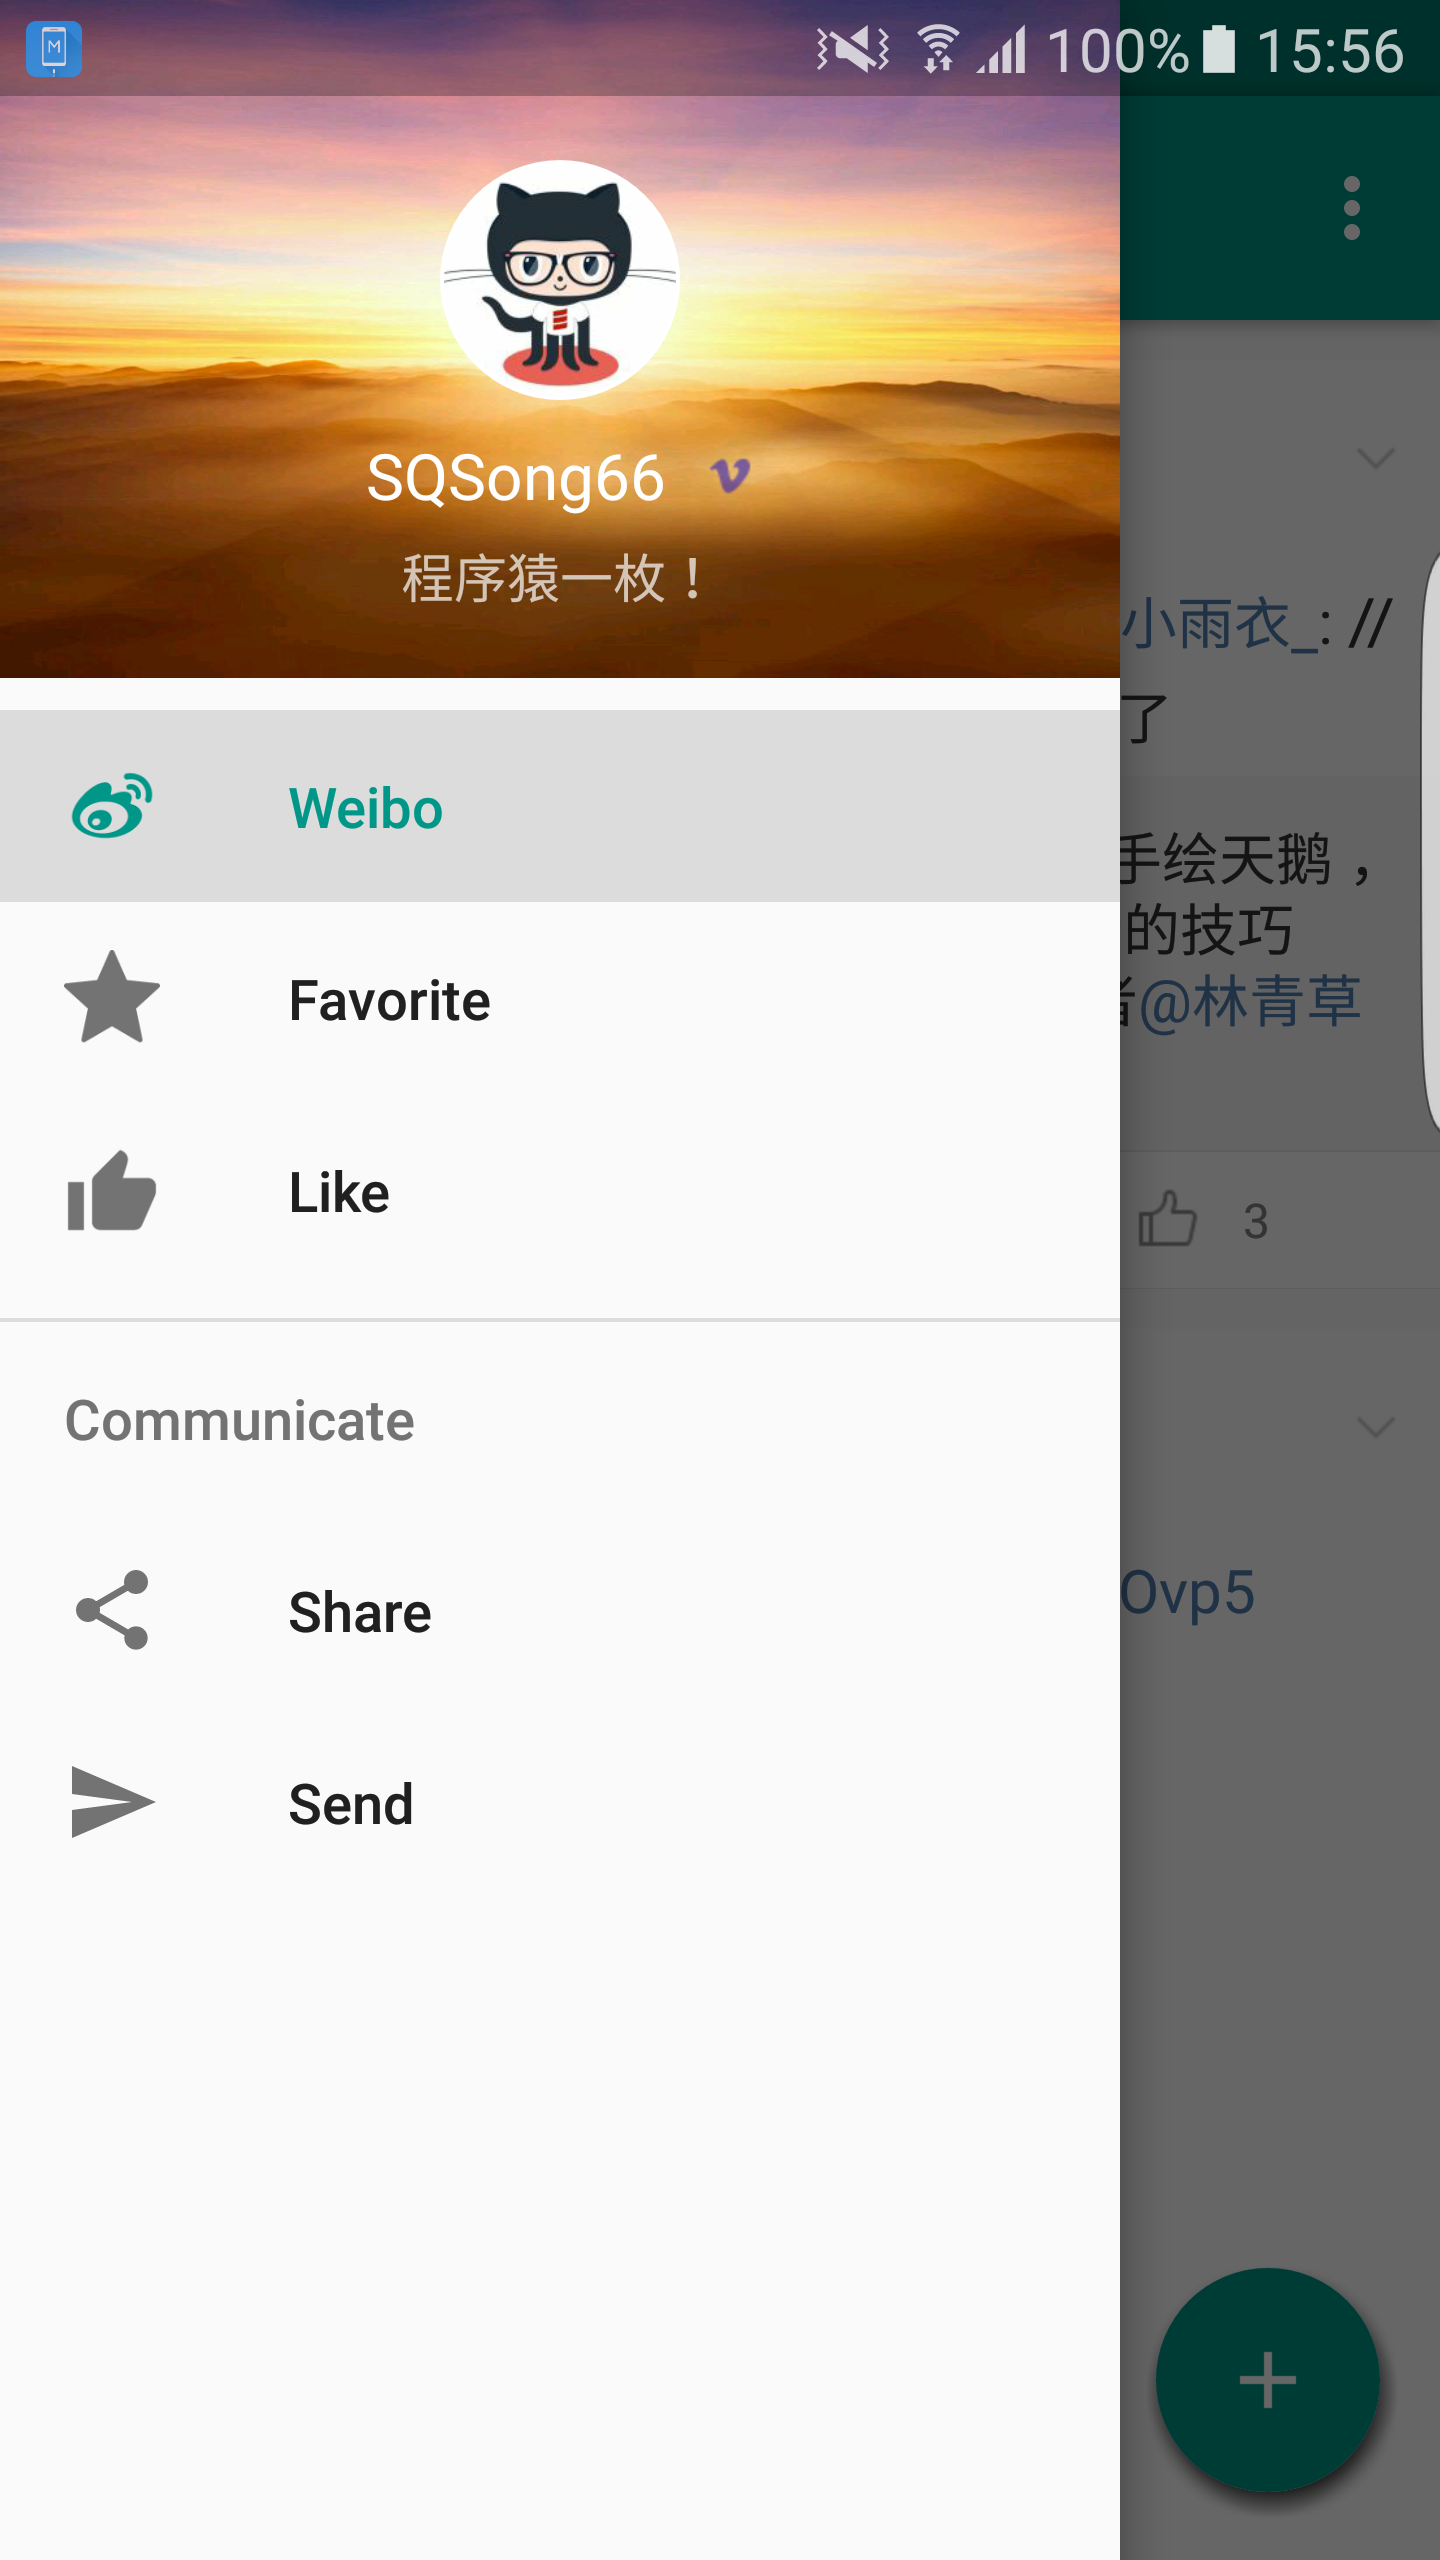 100% 15:56
SQSong66
程序猿一枚！
小雨衣_: //
了
Weibo
手绘天鹅，
的技巧
Favorite
@林青草
Like
3
Communicate
Share
Ovp5
Send